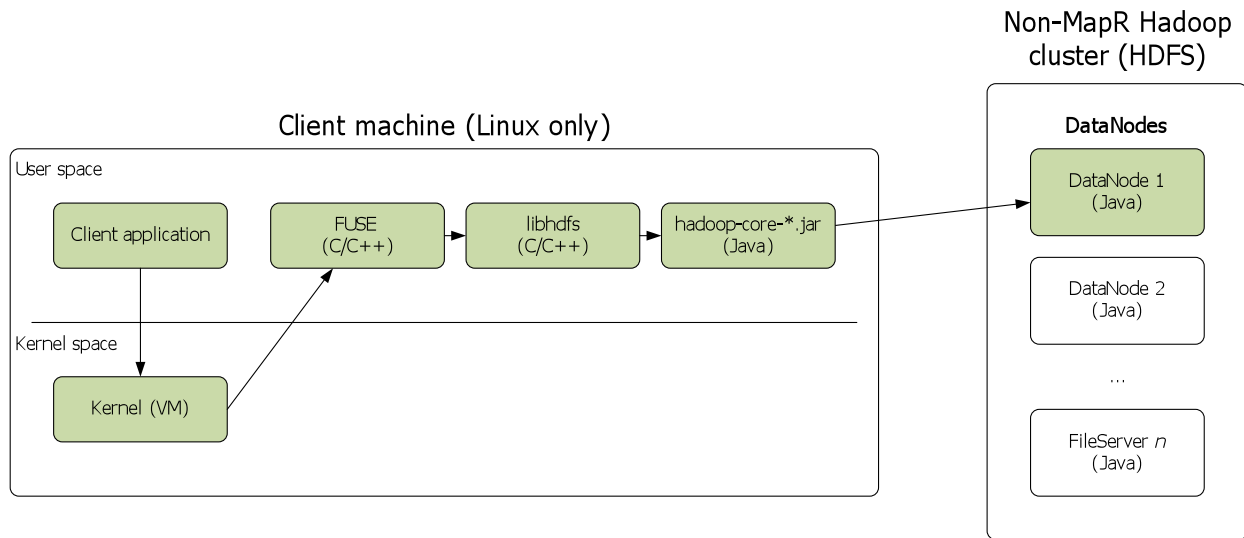 Non-MapR Hadoop
cluster (HDFS)
Client machine (Linux only)
DataNodes
User space
Client application
FUSE
(C/C++)
libhdfs
(C/C++)
hadoop-core-*.jar
(Java)
DataNode 1
(Java)
DataNode 2
(Java)
Kernel space
Kernel (VM)
...
FileServer n
(Java)